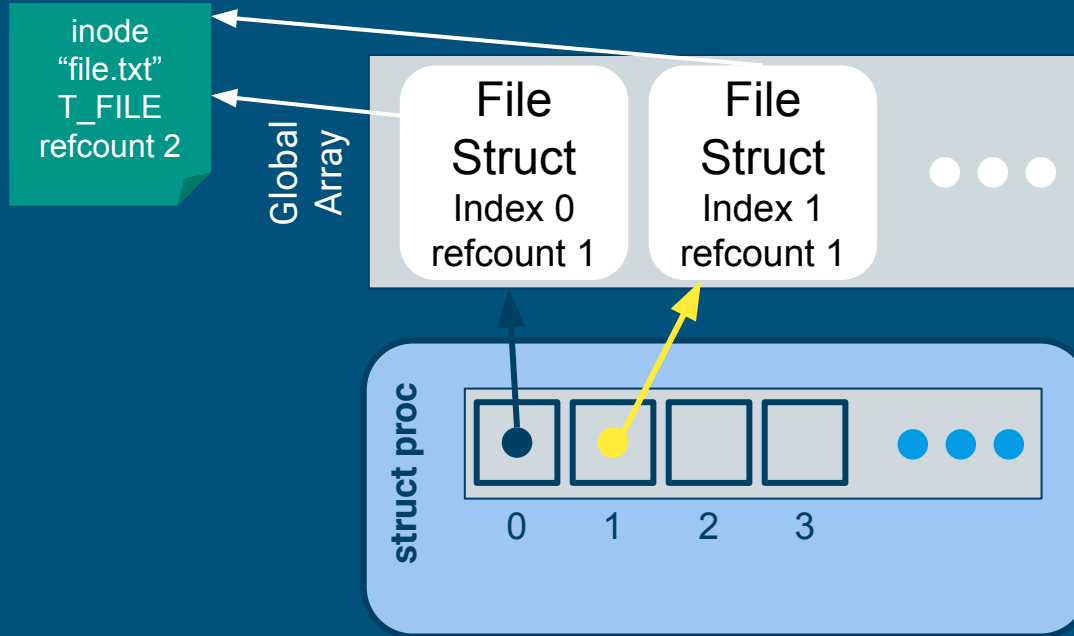 inode
“file.txt”
T_FILE
refcount 2
Global
Array
File
Struct
Index 0
refcount 1
File
Struct
Index 1
refcount 1
struct proc
0
1
2
3